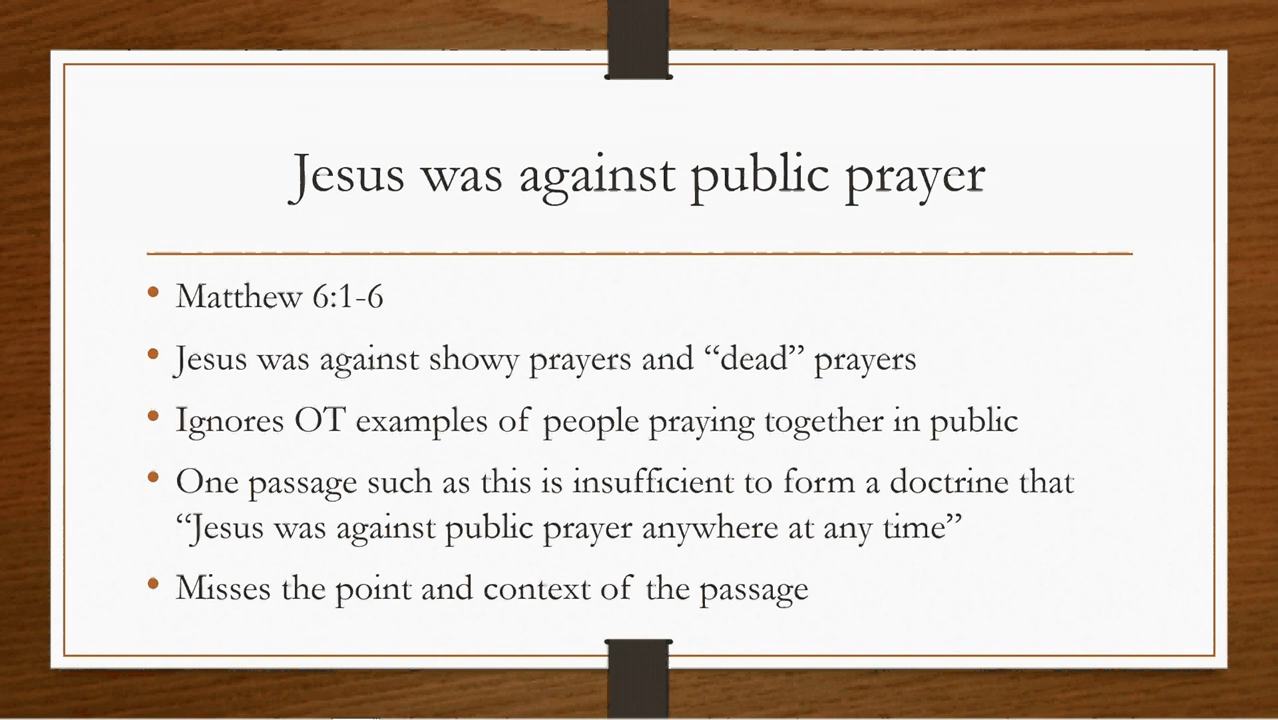 Jesus was against public prayer
• Matthew 6:1-6
• Jesus was against showy prayers and “dead” prayers
• Ignores OT examples of people praying together in public
• One passage such as this is insufficient to form a doctrine that
“Jesus was against public prayer anywhere at any time”
• Misses the point and context of the passage